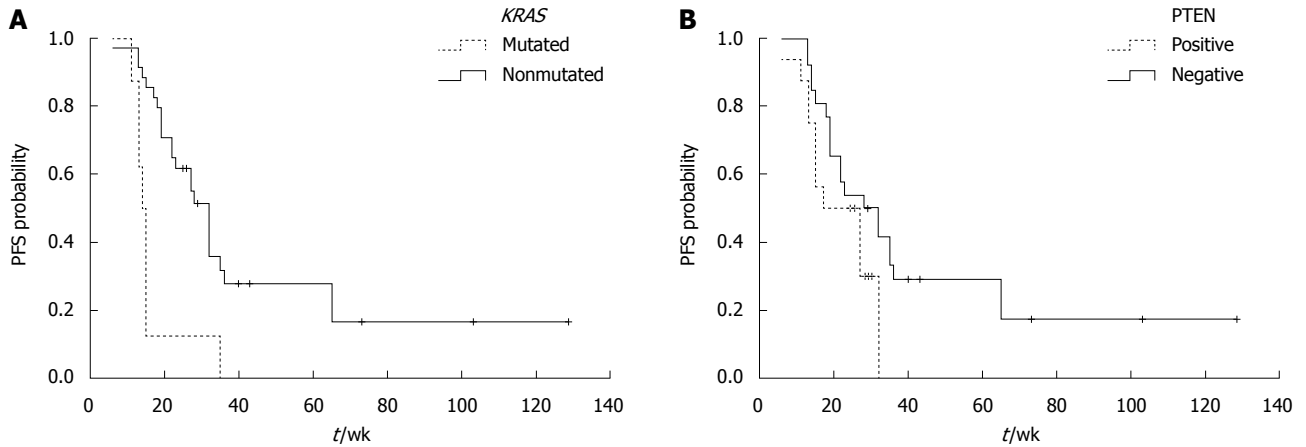 A
KRAS
Mutated
Nonmutated
PFS probability
1.0
0.8
0.6
0.4
0.2
0.0
0 20 40 60 80 100 120 140
t/wk
B
PTEN
Positive
Negative
PFS probability
1.0
0.8
0.6
0.4
0.2
0.0
0 20 40 60 80 100 120 140
t/wk